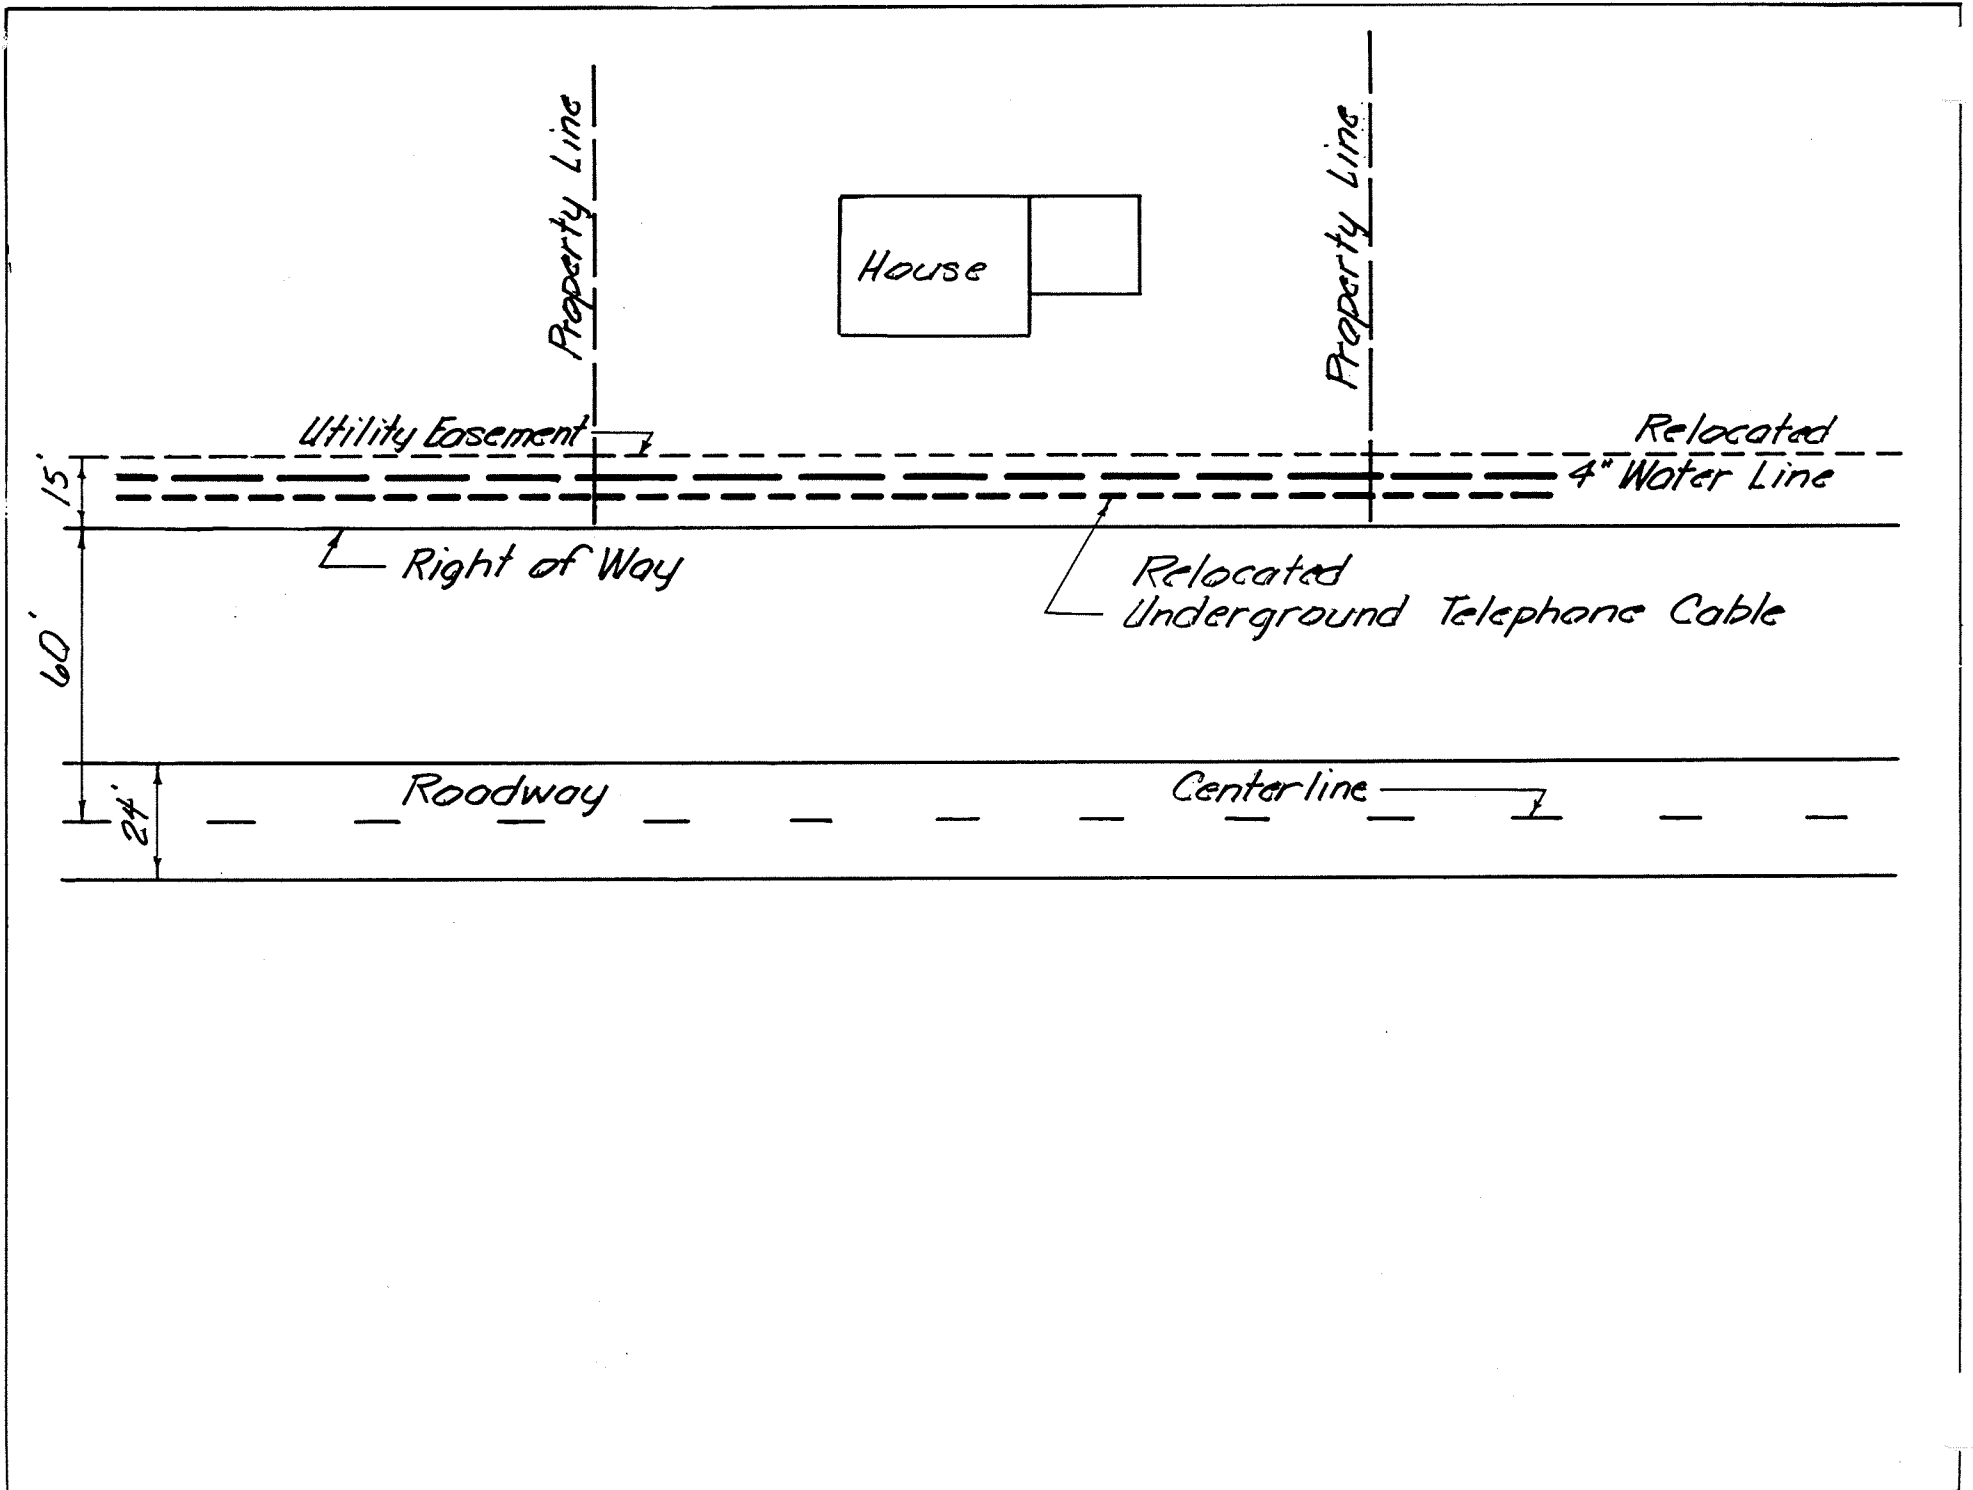 Property Line
Property Line
House
Utility Easement
Relocated
4" Water Line
15'
Right of Way
Relocated
Underground Telephone Cable
60'
Roadway
Centerline
24'